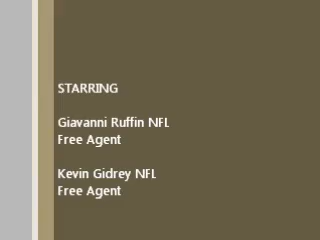 STARRING
Giavanni Ruffin NFL
Free Agent
Kevin Gidrey NFL
Free Agent